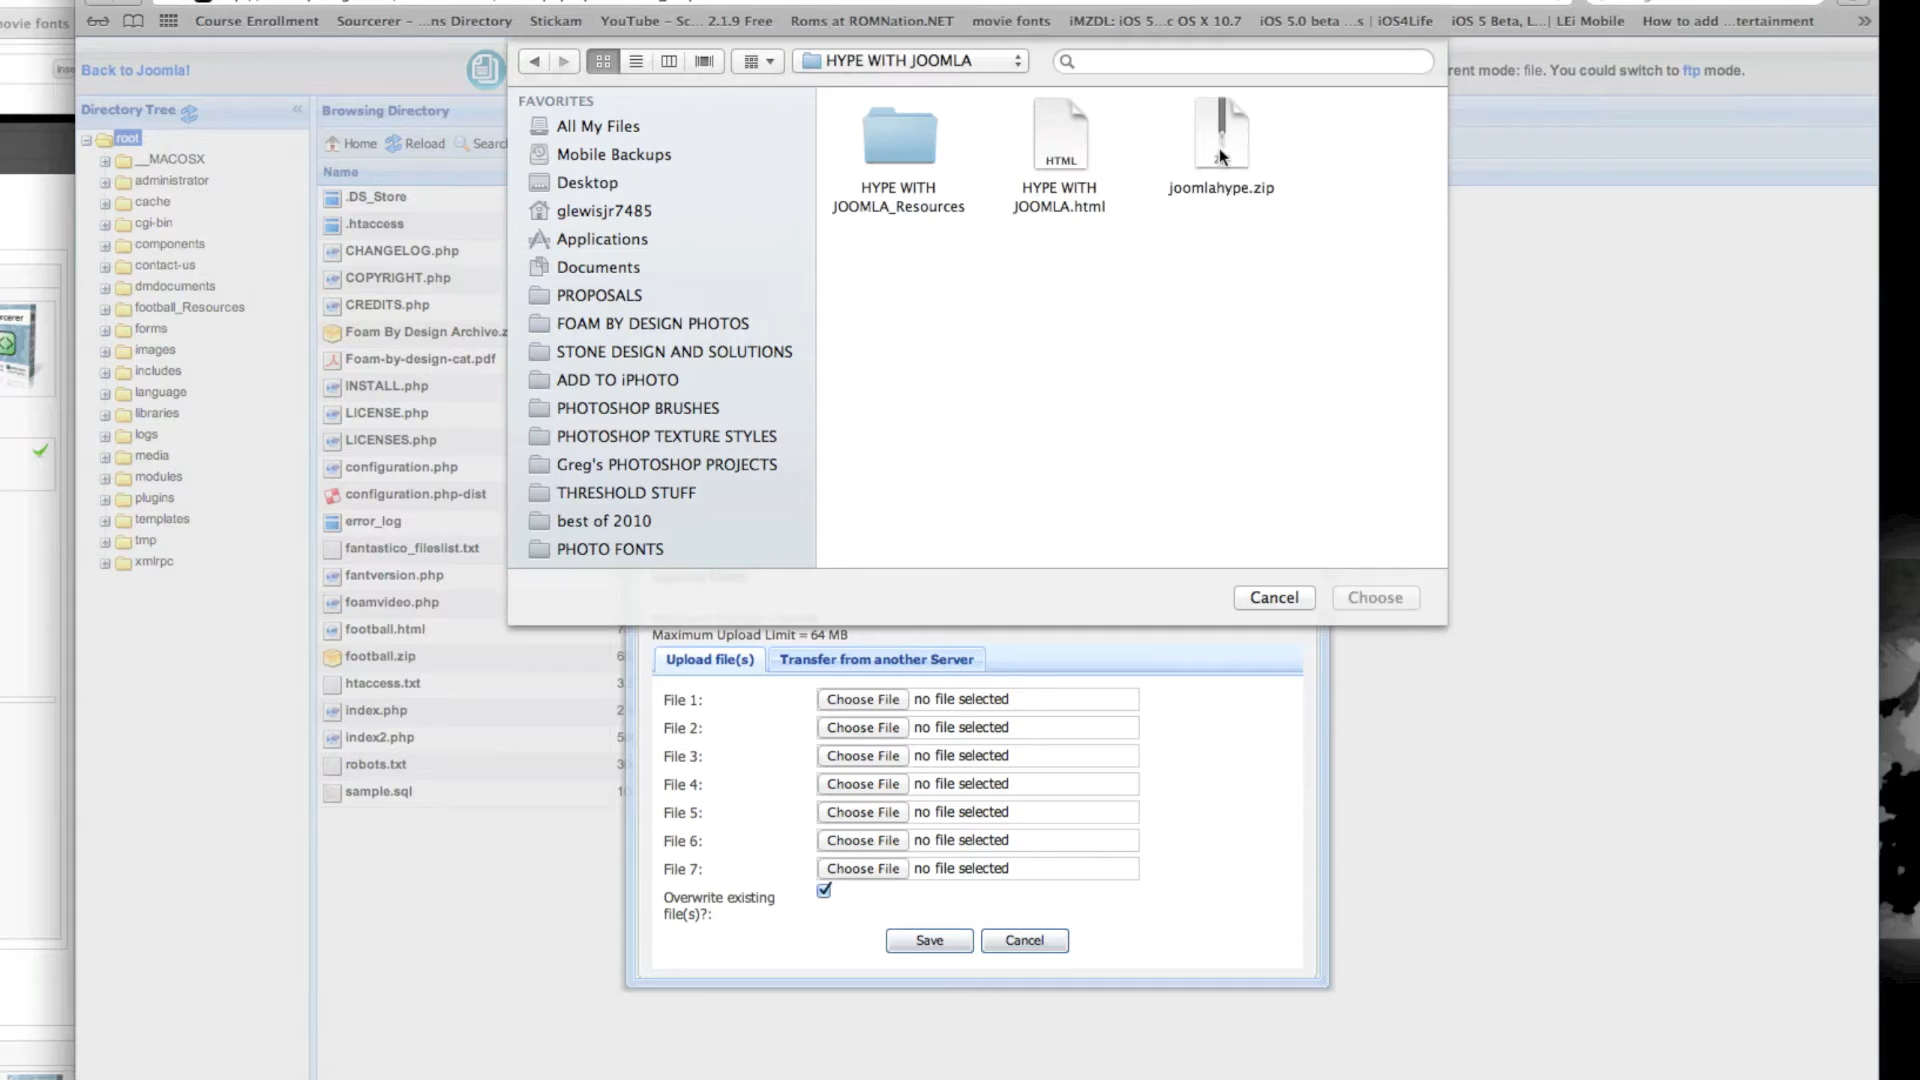 movie fonts
Course Enrollment
Sourcerer – ...ns Directory
Stickam
YouTube – Sc... 2.1.9 Free
Roms at ROMNation.NET
movie fonts
iMZDL: iOS 5...c OS X 10.7
iOS 5.0 beta ...s | iOS4Life
iOS 5 Beta, L...| LEi Mobile
How to add ...tertainment
Back to Joomla!
HYPE WITH JOOMLA
rent mode: file. You could switch to ftp mode.
Directory Tree
Browsing Directory
Home
Reload
Search
Name
root
__MACOSX
administrator
cache
cgi-bin
components
contact-us
dmdocuments
football_Resources
forms
images
includes
language
libraries
logs
media
modules
plugins
templates
tmp
xmlrpc
.DS_Store
.htaccess
CHANGELOG.php
COPYRIGHT.php
CREDITS.php
Foam By Design Archive.z
Foam-by-design-cat.pdf
INSTALL.php
LICENSE.php
LICENSES.php
configuration.php
configuration.php-dist
error_log
fantastico_fileslist.txt
fantversion.php
foamvideo.php
football.html
football.zip
htaccess.txt
index.php
index2.php
robots.txt
sample.sql
FAVORITES
All My Files
Mobile Backups
Desktop
glewisjr7485
Applications
Documents
PROPOSALS
FOAM BY DESIGN PHOTOS
STONE DESIGN AND SOLUTIONS
ADD TO iPHOTO
PHOTOSHOP BRUSHES
PHOTOSHOP TEXTURE STYLES
Greg's PHOTOSHOP PROJECTS
THRESHOLD STUFF
best of 2010
PHOTO FONTS
HYPE WITH
JOOMLA_Resources
HTML
HYPE WITH
JOOMLA.html
joomlahype.zip
Cancel
Choose
Maximum Upload Limit = 64 MB
Upload file(s)
Transfer from another Server
File 1:
Choose File
no file selected
File 2:
Choose File
no file selected
File 3:
Choose File
no file selected
File 4:
Choose File
no file selected
File 5:
Choose File
no file selected
File 6:
Choose File
no file selected
File 7:
Choose File
no file selected
Overwrite existing
file(s)?:
Save
Cancel